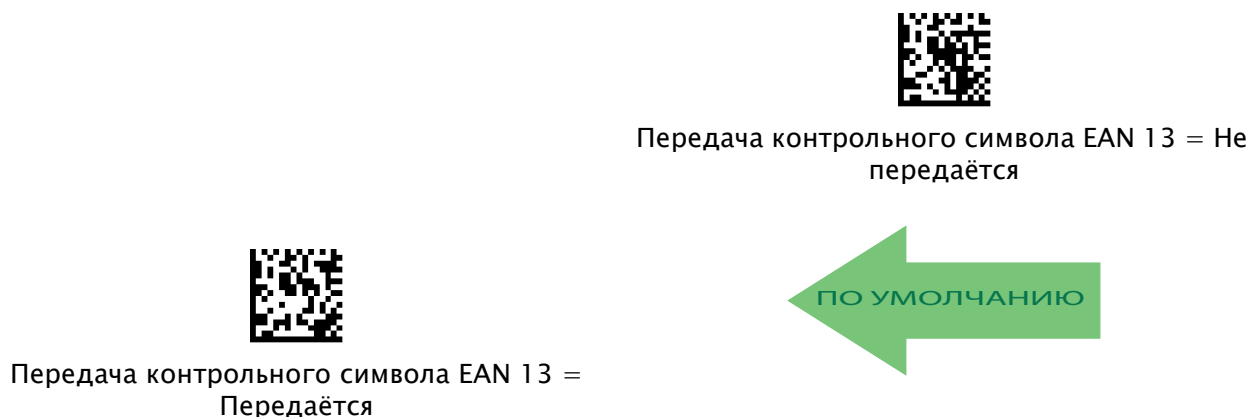 Передача контрольного символа EAN 13 = Не
передаётся
ПО УМОЛЧАНИЮ
Передача контрольного символа EAN 13 =
Передаётся